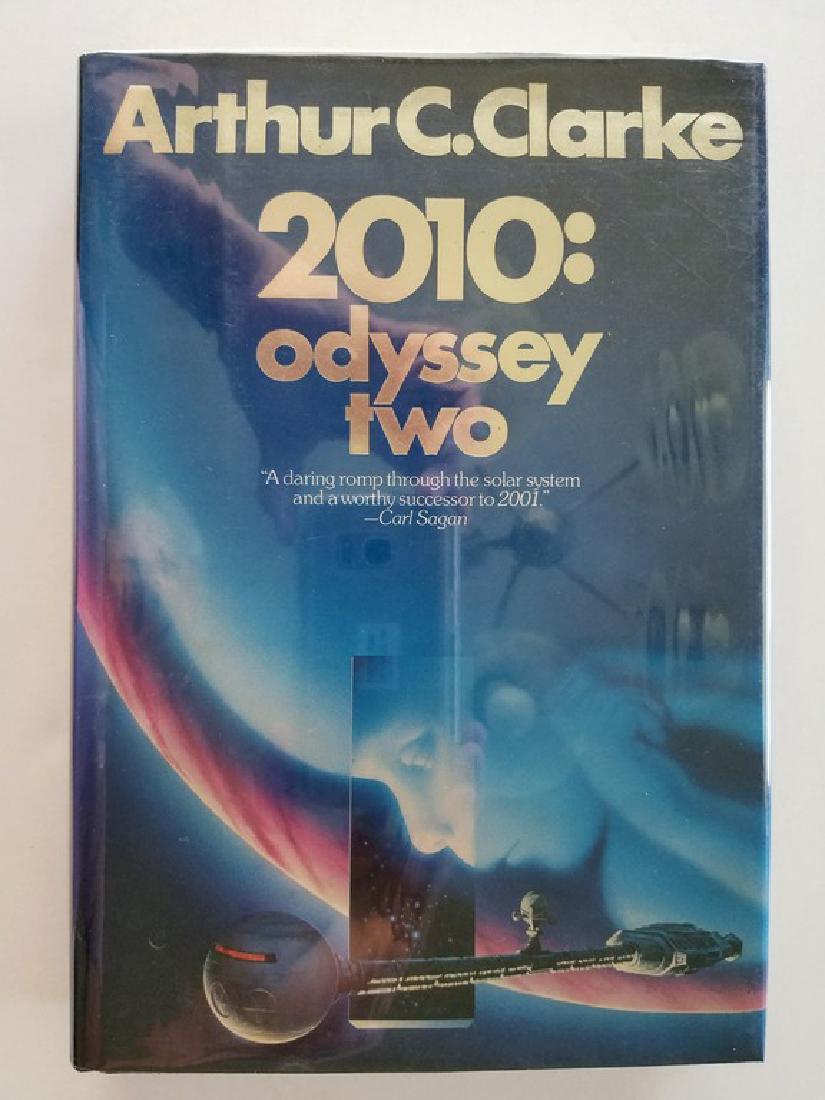 Arthur C. Clarke
2010:
odyssey
two
“A daring romp through the solar system
and a worthy successor to 2001.”
—Carl Sagan